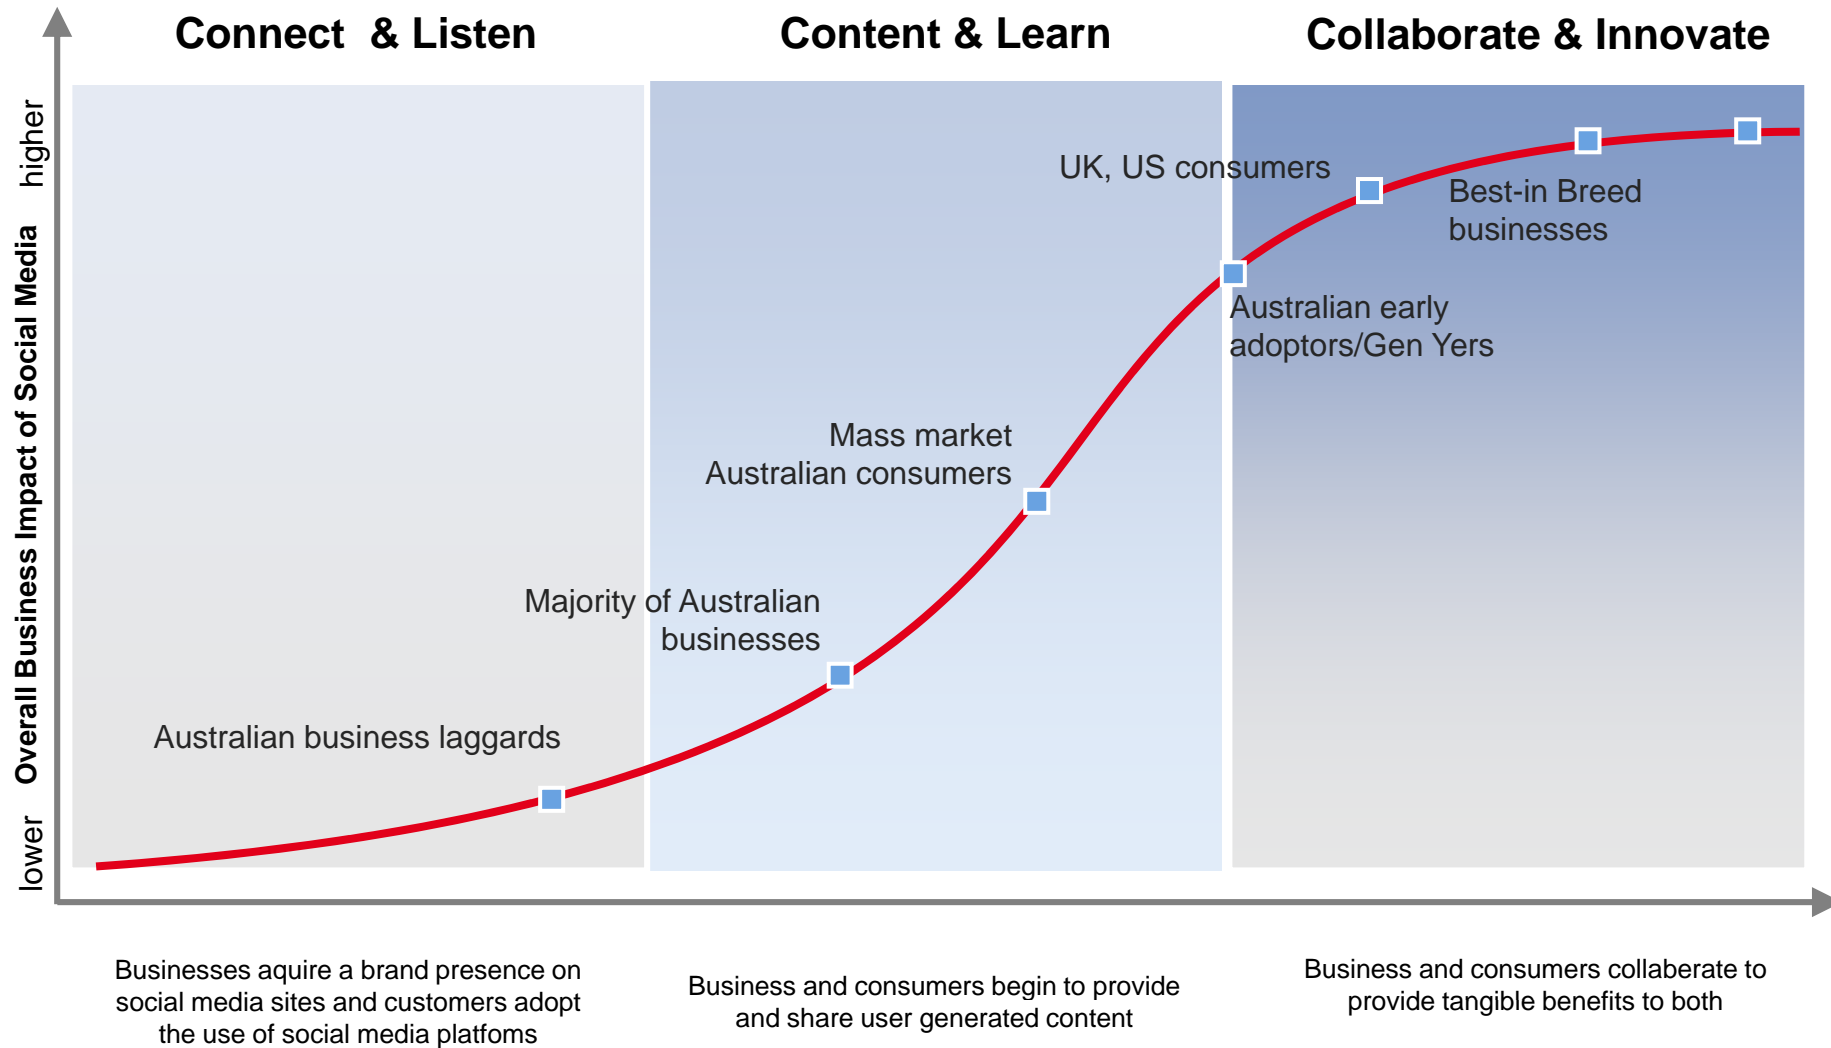 Connect  & Listen
Content & Learn
Collaborate & Innovate
higher
Overall Business Impact of Social Media
lower
UK, US consumers
Best-in Breed
businesses
Australian early
adoptors/Gen Yers
Mass market
Australian consumers
Majority of Australian
businesses
Australian business laggards
Businesses aquire a brand presence on
social media sites and customers adopt
the use of social media platfoms
Business and consumers begin to provide
and share user generated content
Business and consumers collaberate to
provide tangible benefits to both